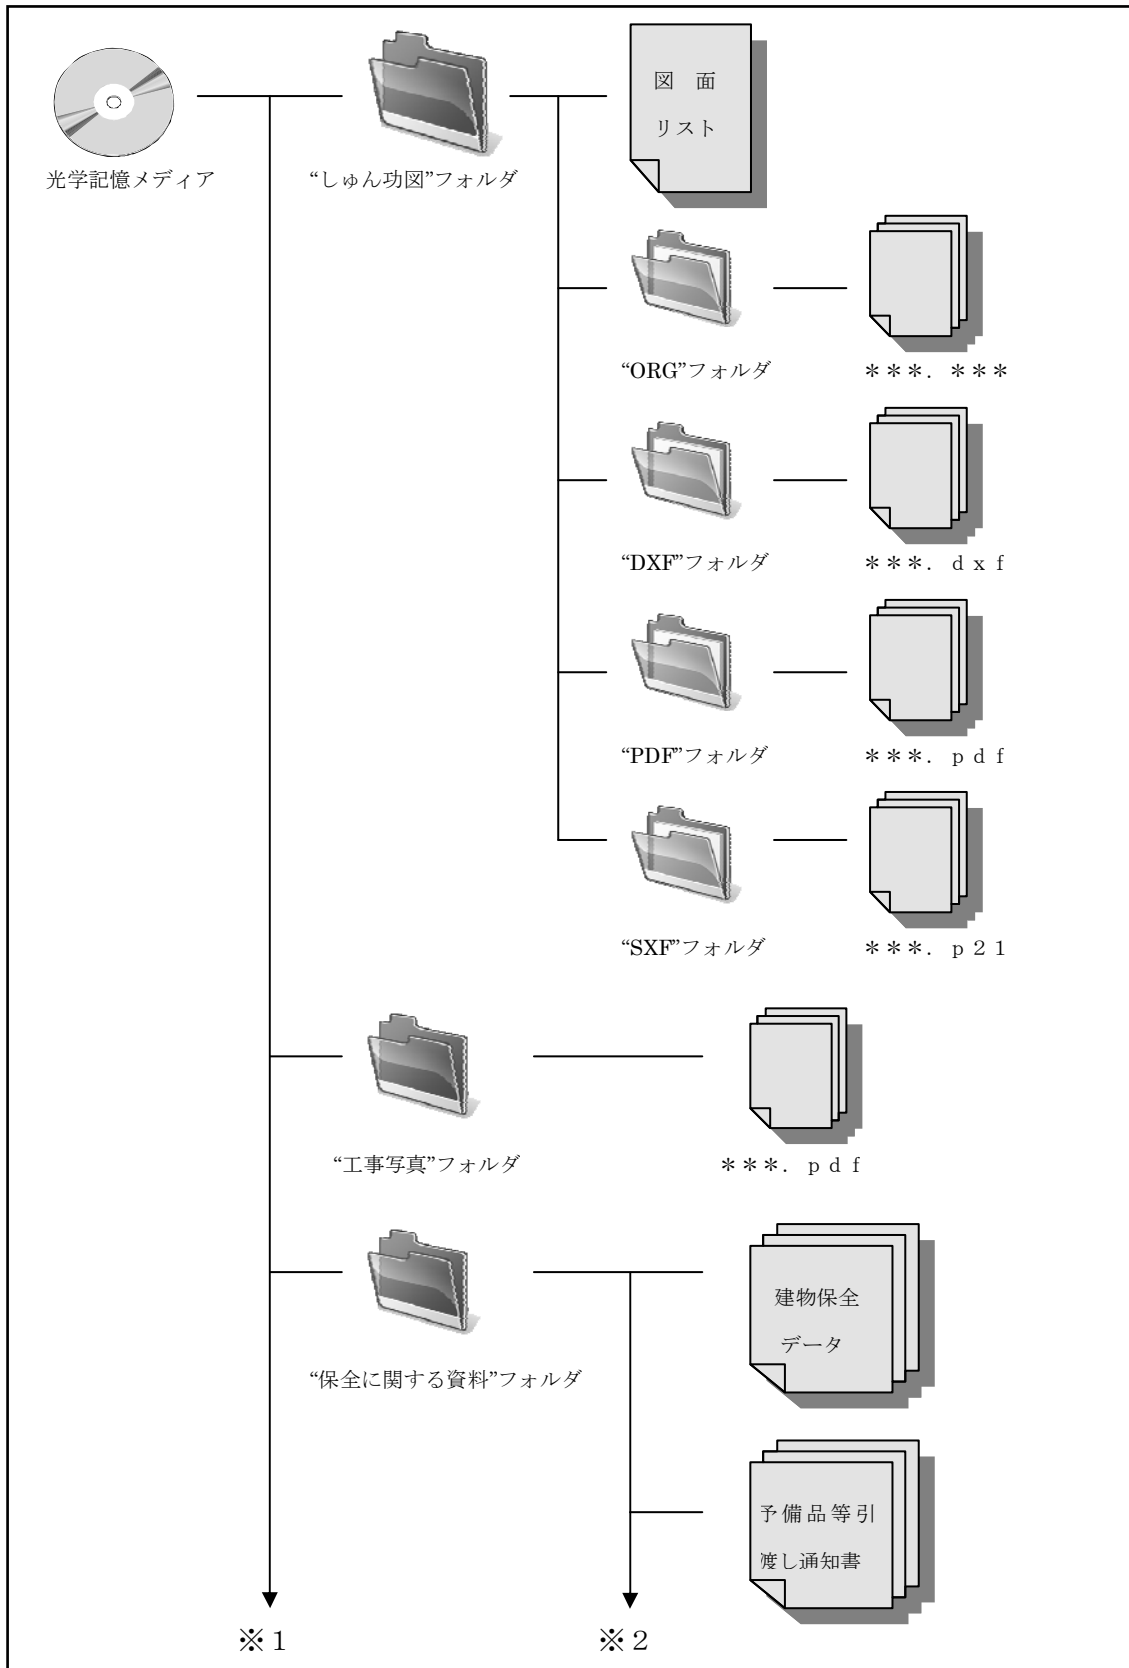 図　面
リスト
光学記憶メディア
“しゅん功図”フォルダ
“ORG”フォルダ
＊＊＊．＊＊＊
“DXF”フォルダ
＊＊＊．ｄｘｆ
“PDF”フォルダ
＊＊＊．ｐｄｆ
“SXF”フォルダ
＊＊＊．ｐ２１
“工事写真”フォルダ
＊＊＊．ｐｄｆ
建物保全
データ
“保全に関する資料”フォルダ
予備品等引
渡し通知書
※１
※２